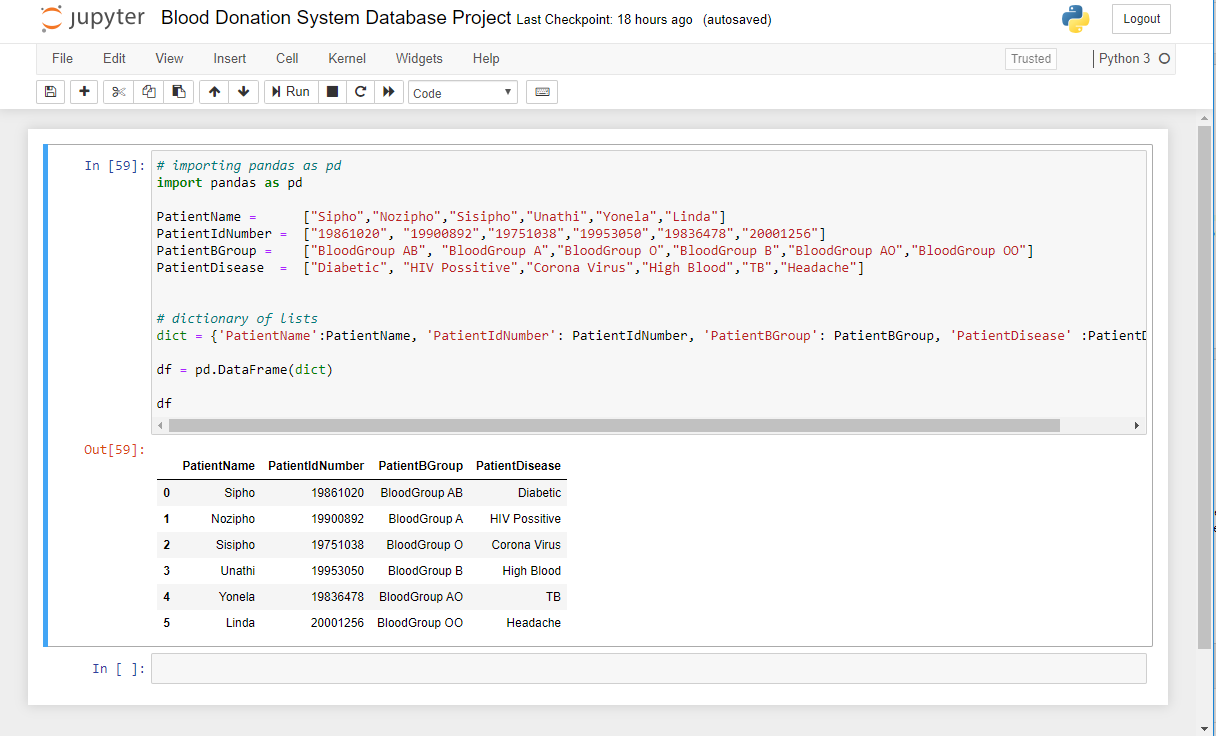 jupyter Blood Donation System Database Project Last Checkpoint: 18 hours ago (autosaved) Logout
File Edit View Insert Cell Kernel Widgets Help Trusted Python 3
Run Code
In [59]: # importing pandas as pd
import pandas as pd
PatientName = ["Sipho","Nozipho","Sisipho","Unathi","Yonela","Linda"]
PatientIdNumber = ["19861020", "19900892","19751038","19953050","19836478","20001256"]
PatientBGroup = ["BloodGroup AB", "BloodGroup A","BloodGroup O","BloodGroup B","BloodGroup AO","BloodGroup OO"]
PatientDisease = ["Diabetic", "HIV Possitive","Corona Virus","High Blood","TB","Headache"]
# dictionary of lists
dict = {'PatientName':PatientName, 'PatientIdNumber': PatientIdNumber, 'PatientBGroup': PatientBGroup, 'PatientDisease' :PatientD
df = pd.DataFrame(dict)
df
Out[59]:
PatientName PatientIdNumber PatientBGroup PatientDisease
0 Sipho 19861020 BloodGroup AB Diabetic
1 Nozipho 19900892 BloodGroup A HIV Possitive
2 Sisipho 19751038 BloodGroup O Corona Virus
3 Unathi 19953050 BloodGroup B High Blood
4 Yonela 19836478 BloodGroup AO TB
5 Linda 20001256 BloodGroup OO Headache
In [ ]: